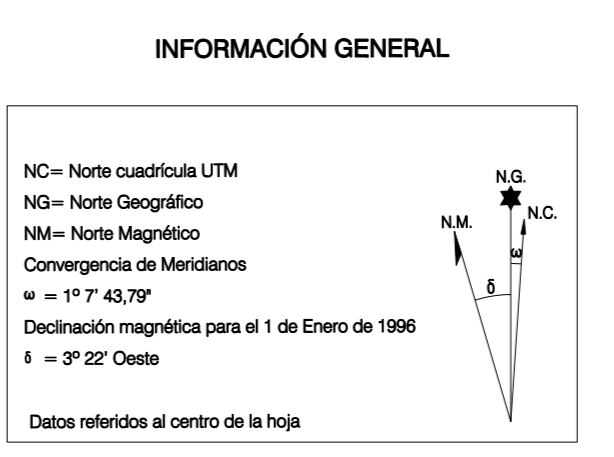 INFORMACIÓN GENERAL
NC= Norte cuadrícula UTM
NG= Norte Geográfico
NM= Norte Magnético
Convergencia de Meridianos
ω = 1º 7' 43,79"
Declinación magnética para el 1 de Enero de 1996
δ = 3º 22' Oeste
Datos referidos al centro de la hoja
N.G.
N.C.
N.M.
ω
δ